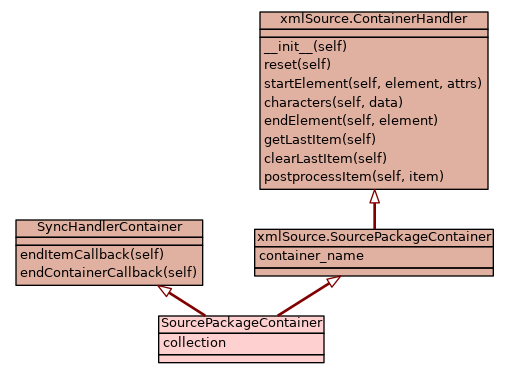 xmlSource.ContainerHandler
__init__(self)
reset(self)
startElement(self, element, attrs)
characters(self, data)
endElement(self, element)
getLastItem(self)
clearLastItem(self)
postprocessItem(self, item)
SyncHandlerContainer
endItemCallback(self)
endContainerCallback(self)
xmlSource.SourcePackageContainer
container_name
SourcePackageContainer
collection